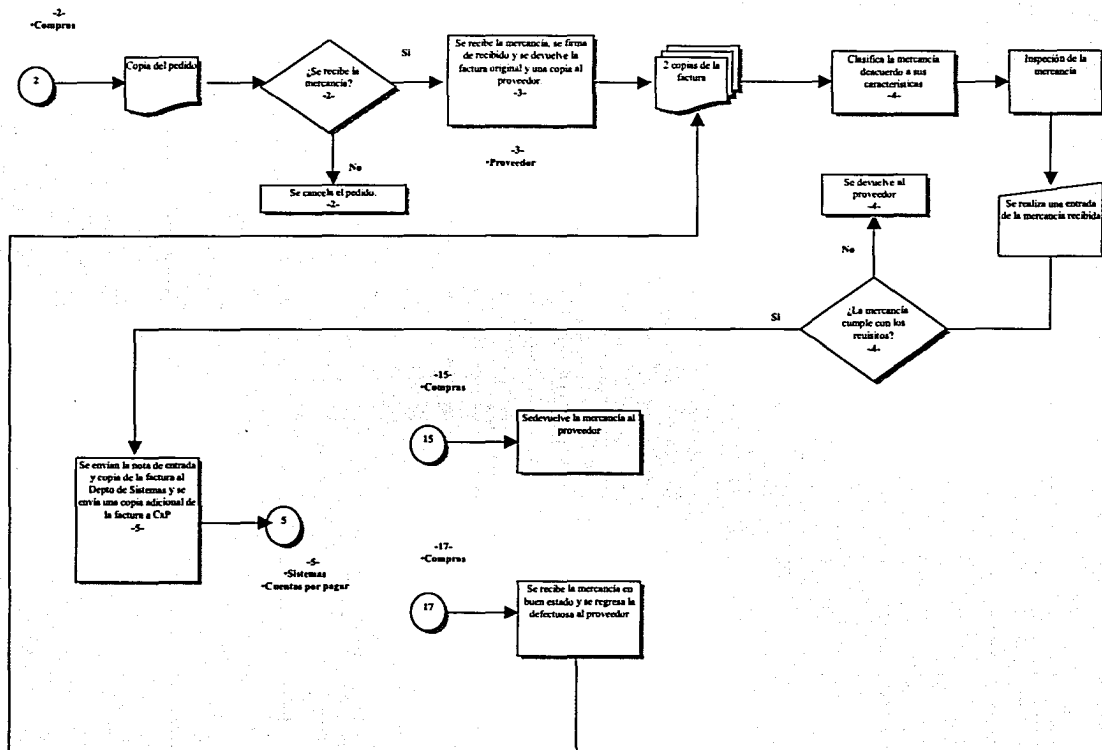 -2-
•Compras
2
Copia del pedido
¿Se recibe la
mercancía?
-2-
Si
No
Se cancela el pedido.
-2-
Se recibe la mercancía, se firma
de recibido y se devuelve la
factura original y una copia al
proveedor
-3-
-3-
•Proveedor
2 copias de la
factura
Clasifica la mercancía
deacuerdo a sus
características
-4-
Inspeción de la
mercancía
Se realiza una entrada
de la mercancía recibida
¿La mercancía
cumple con los
reuisitos?
-4-
No
Se devuelve al
proveedor
-4-
Si
Se envían la nota de entrada
y copia de la factura al
Depto de Sistemas y se
envía una copia adicional de
la factura a CxP
-5-
5
-5-
•Sistemas
•Cuentas por pagar
-15-
•Compras
15
Sedevuelve la mercancía al
proveedor
-17-
•Compras
17
Se recibe la mercancía en
buen estado y se regresa la
defectuosa al proveedor